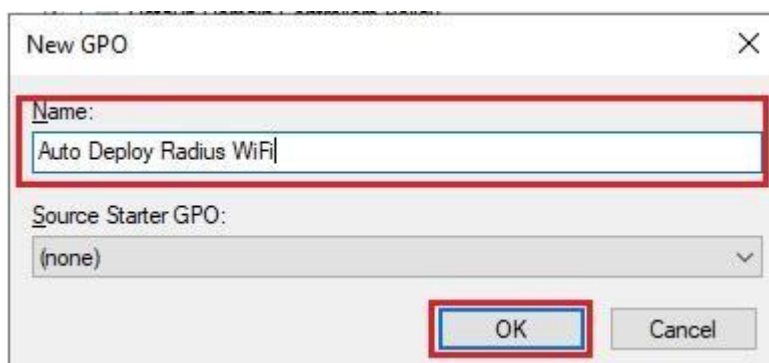 New GPO
Name:
Auto Deploy Radius WiFi
Source Starter GPO:
(none)
OK Cancel